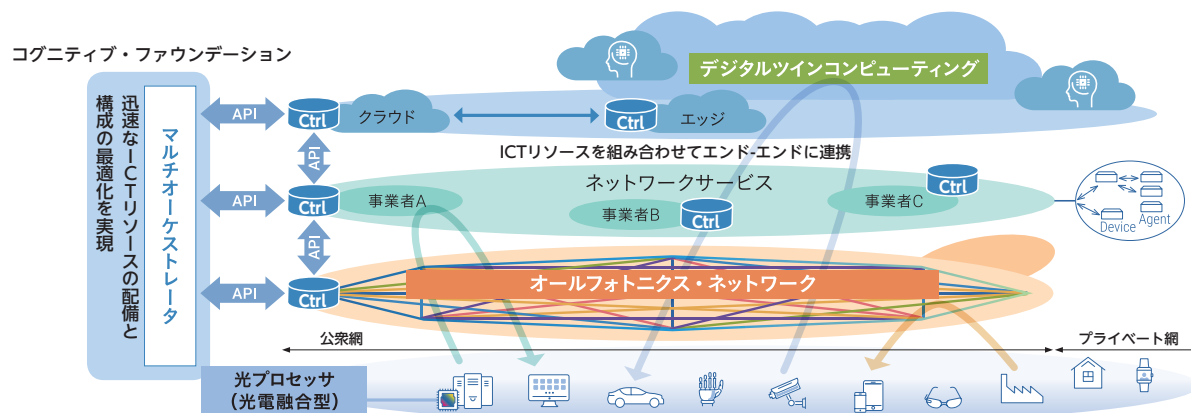 コグニティブ・ファウンデーション
迅速なICTリソースの配備と
構成の最適化を実現
マルチオーケストレータ
API
API
API
Ctrl
クラウド
Ctrl
エッジ
デジタルツインコンピューティング
API
ICTリソースを組み合わせてエンド-エンドに連携
ネットワークサービス
Ctrl
事業者A
事業者B
Ctrl
事業者C
Ctrl
Device
Agent
API
Ctrl
オールフォトニクス・ネットワーク
公衆網
プライベート網
光プロセッサ
(光電融合型)